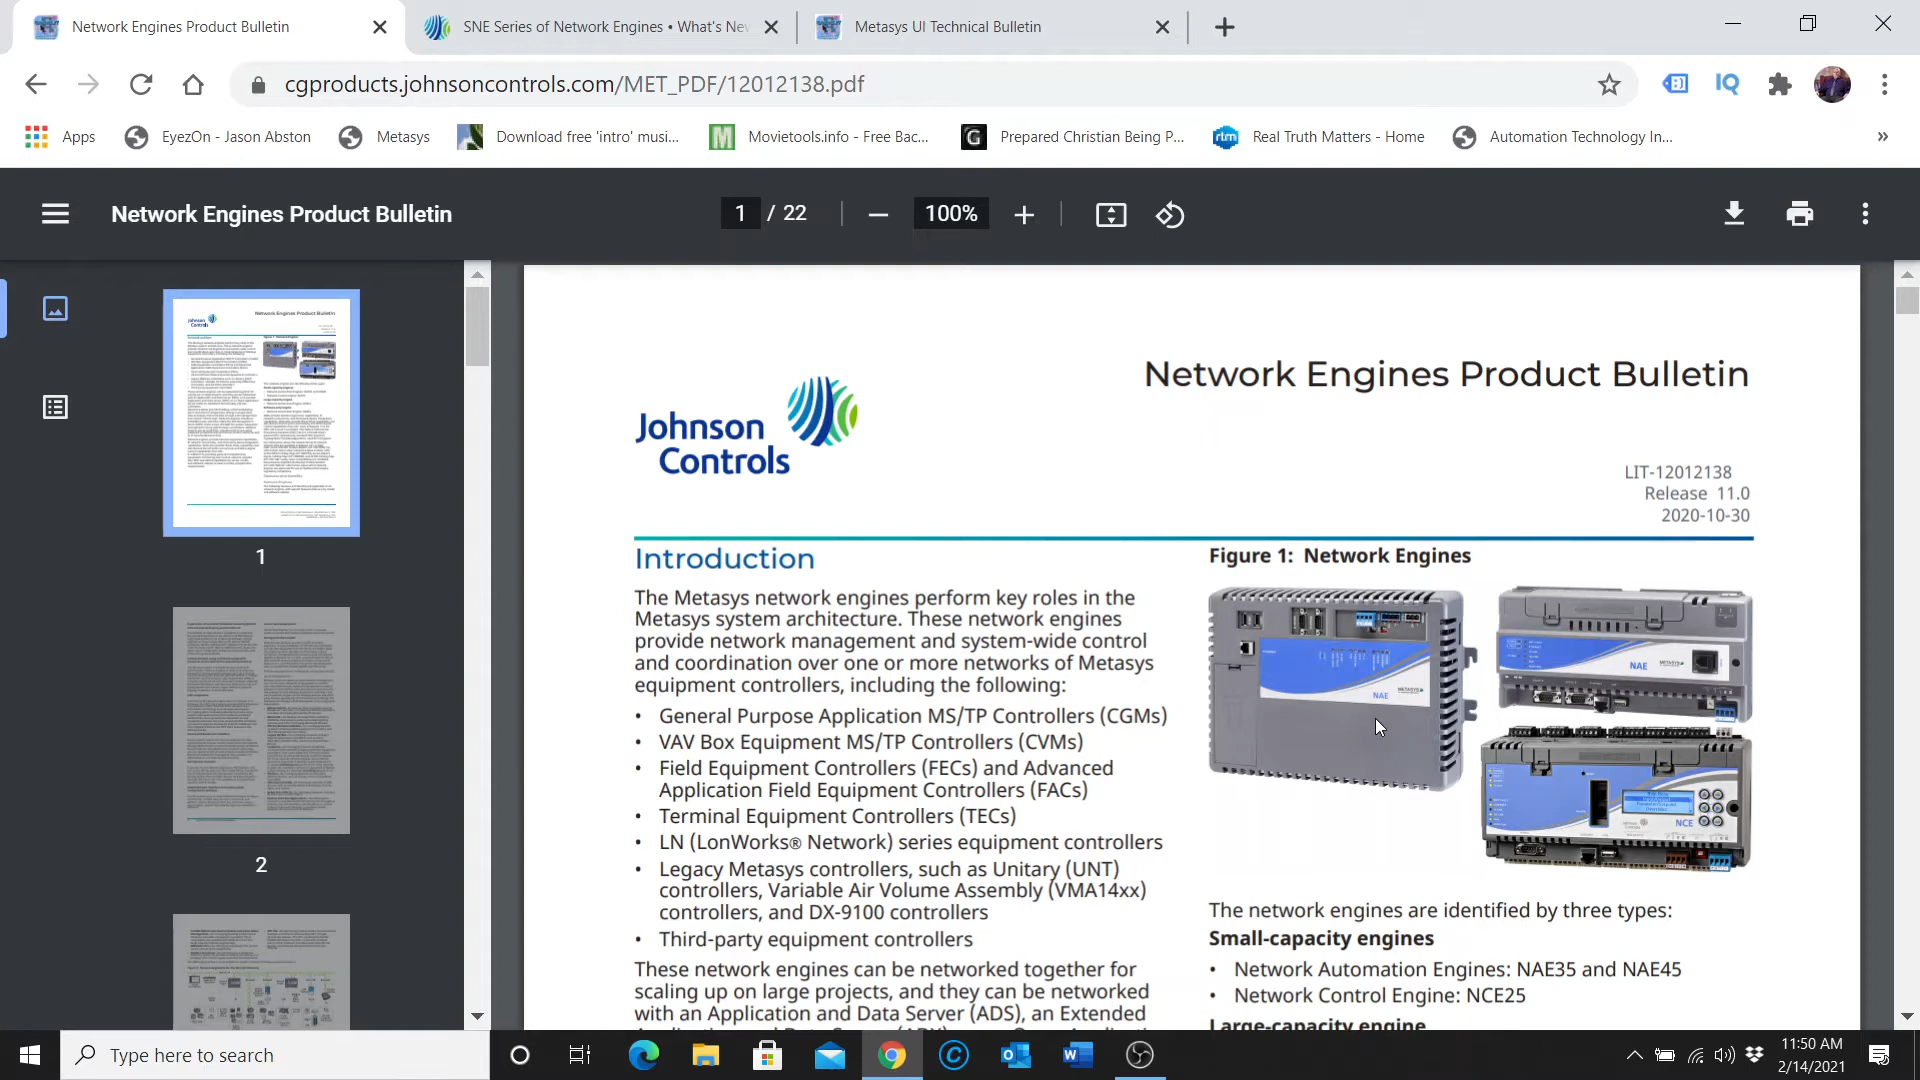 Network Engines Product Bulletin
SNE Series of Network Engines • What's Nev
Metasys UI Technical Bulletin
cgproducts.johnsoncontrols.com/MET_PDF/12012138.pdf
Apps
EyezOn - Jason Abston
Metasys
Download free 'intro' musi...
Movietools.info - Free Bac...
Prepared Christian Being P...
rtm
Real Truth Matters - Home
Automation Technology In...
»
Network Engines Product Bulletin
1 / 22
100%
1
2
Johnson
Controls
Network Engines Product Bulletin
LIT-12012138
Release 11.0
2020-10-30
Introduction
The Metasys network engines perform key roles in the
Metasys system architecture. These network engines
provide network management and system-wide control
and coordination over one or more networks of Metasys
equipment controllers, including the following:
• General Purpose Application MS/TP Controllers (CGMs)
• VAV Box Equipment MS/TP Controllers (CVMs)
• Field Equipment Controllers (FECs) and Advanced
Application Field Equipment Controllers (FACs)
• Terminal Equipment Controllers (TECs)
• LN (LonWorks® Network) series equipment controllers
• Legacy Metasys controllers, such as Unitary (UNT)
controllers, Variable Air Volume Assembly (VMA14xx)
controllers, and DX-9100 controllers
• Third-party equipment controllers
These network engines can be networked together for
scaling up on large projects, and they can be networked
with an Application and Data Server (ADS), an Extended
Figure 1: Network Engines
NAE
METASYS
NAE
METASYS
NCE
The network engines are identified by three types:
Small-capacity engines
• Network Automation Engines: NAE35 and NAE45
• Network Control Engine: NCE25
Large-capacity engine
Type here to search
11:50 AM
2/14/2021